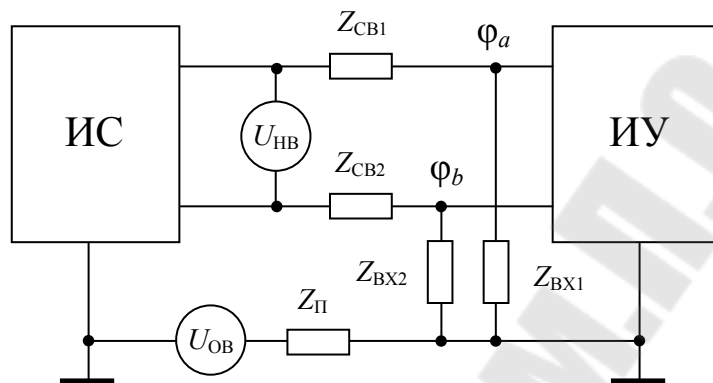 Z_СВ1
φ_a
ИС
U_НВ
ИУ
Z_СВ2
φ_b
Z_ВХ2
Z_ВХ1
Z_П
U_ОВ